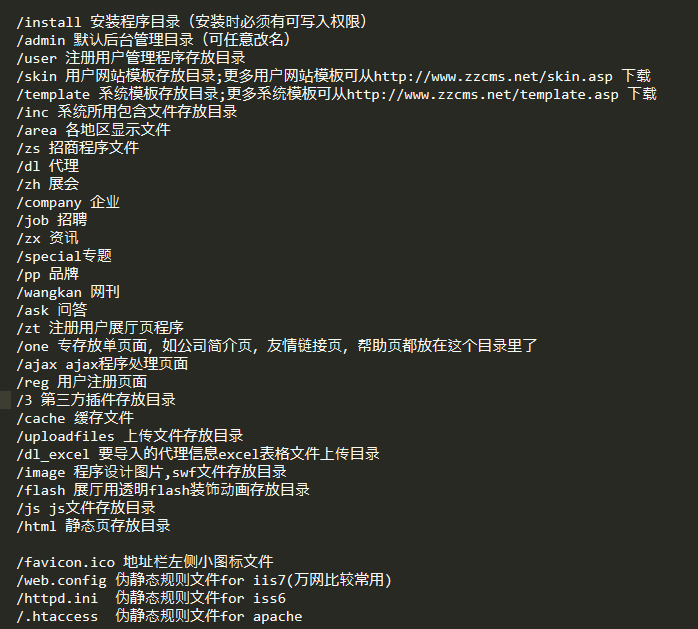 /install 安装程序目录（安装时必须有可写入权限）
/admin 默认后台管理目录（可任意改名）
/user 注册用户管理程序存放目录
/skin 用户网站模板存放目录;更多用户网站模板可从http://www.zzcms.net/skin.asp 下载
/template 系统模板存放目录;更多系统模板可从http://www.zzcms.net/template.asp 下载
/inc 系统所用包含文件存放目录
/area 各地区显示文件
/zs 招商程序文件
/dl 代理
/zh 展会
/company 企业
/job 招聘
/zx 资讯
/special专题
/pp 品牌
/wangkan 网刊
/ask 问答
/zt 注册用户展厅页程序
/one 专存放单页面，如公司简介页，友情链接页，帮助页都放在这个目录里了
/ajax ajax程序处理页面
/reg 用户注册页面
/3 第三方插件存放目录
/cache 缓存文件
/uploadfiles 上传文件存放目录
/dl_excel 要导入的代理信息excel表格文件上传目录
/image 程序设计图片,swf文件存放目录
/flash 展厅用透明flash装饰动画存放目录
/js js文件存放目录
/html 静态页存放目录
/favicon.ico 地址栏左侧小图标文件
/web.config 伪静态规则文件for iis7(万网比较常用)
/httpd.ini  伪静态规则文件for iss6
/.htaccess  伪静态规则文件for apache